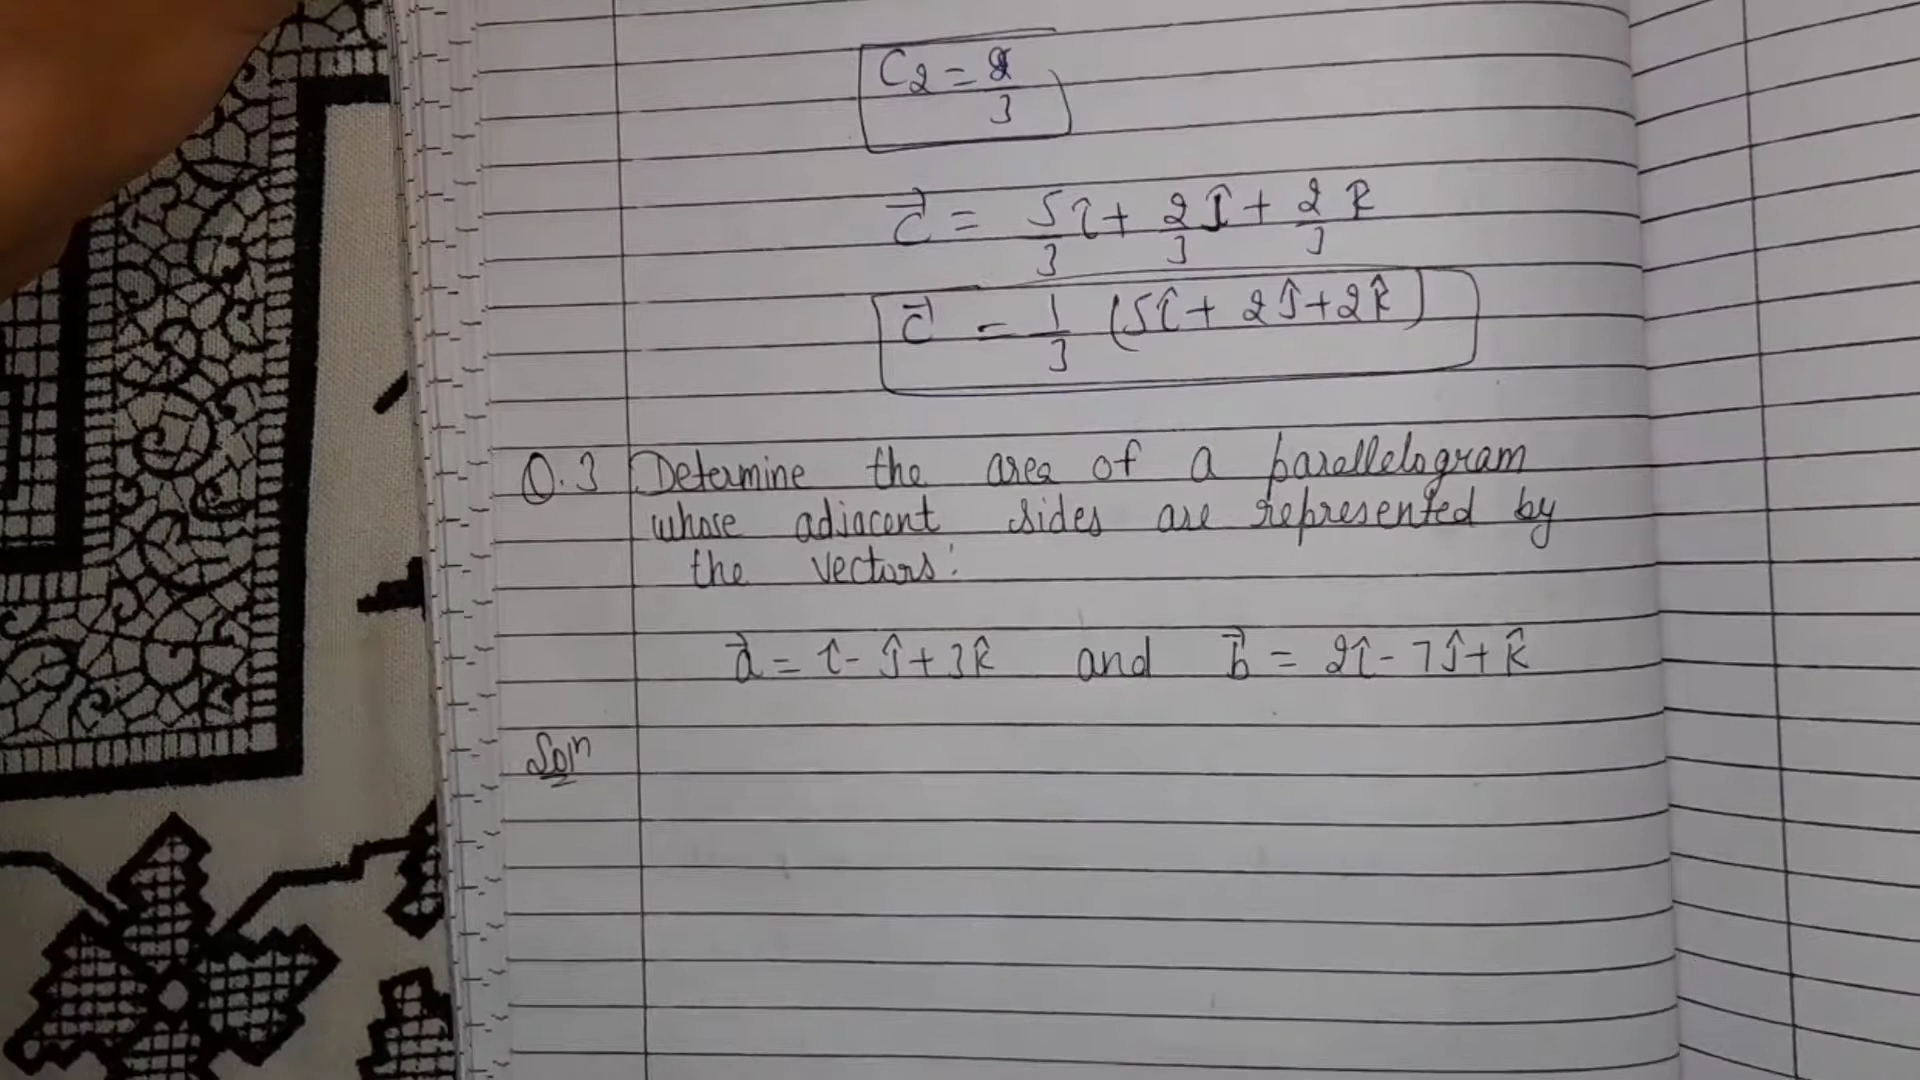 C₂ = 2/3
c⃗ = 5/3 î + 2/3 ĵ + 2/3 k̂
c⃗ = 1/3 (5î + 2ĵ + 2k̂)
Q.3 Determine the area of a parallelogram
whose adjacent sides are represented by
the vectors:
a⃗ = î - ĵ + 3k̂ and b⃗ = 2î - 7ĵ + k̂
Solⁿ